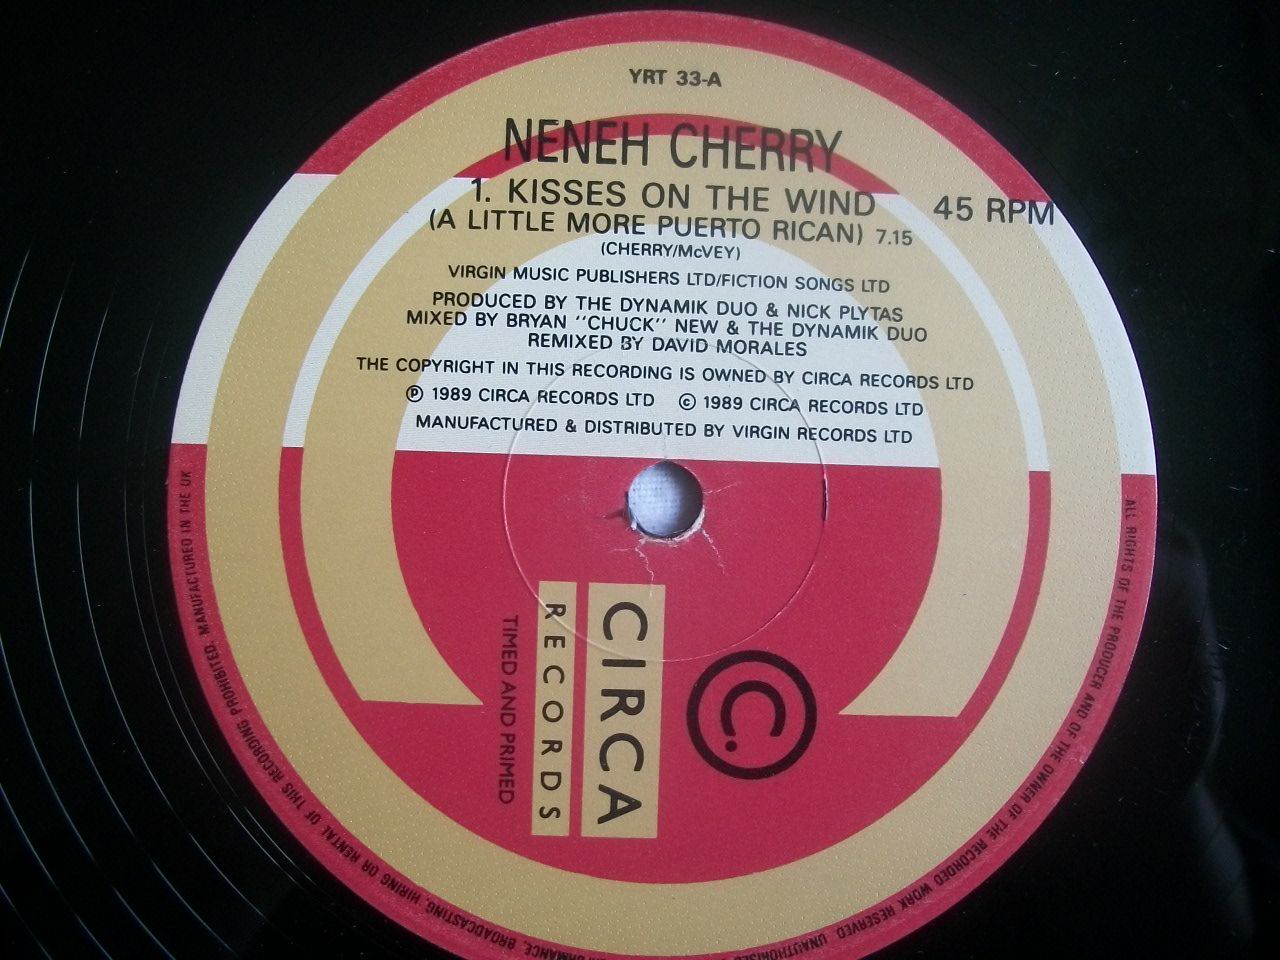 YRT 33-A
NENEH CHERRY
1. KISSES ON THE WIND
(A LITTLE MORE PUERTO RICAN) 7.15
45 RPM
(CHERRY/McVEY)
VIRGIN MUSIC PUBLISHERS LTD/FICTION SONGS LTD
PRODUCED BY THE DYNAMIK DUO & NICK PLYTAS
MIXED BY BRYAN "CHUCK" NEW & THE DYNAMIK DUO
REMIXED BY DAVID MORALES
THE COPYRIGHT IN THIS RECORDING IS OWNED BY CIRCA RECORDS LTD
℗ 1989 CIRCA RECORDS LTD © 1989 CIRCA RECORDS LTD
MANUFACTURED & DISTRIBUTED BY VIRGIN RECORDS LTD
C
CIRCA
RECORDS
TIMED AND PRIMED
ALL RIGHTS OF THE PRODUCER AND OF THE OWNER OF THE RECORDED WORK RESERVED. UNAUTHORISED
BROADCASTING, HIRING OR RENTAL OF THIS RECORDING PROHIBITED. MANUFACTURED IN THE UK